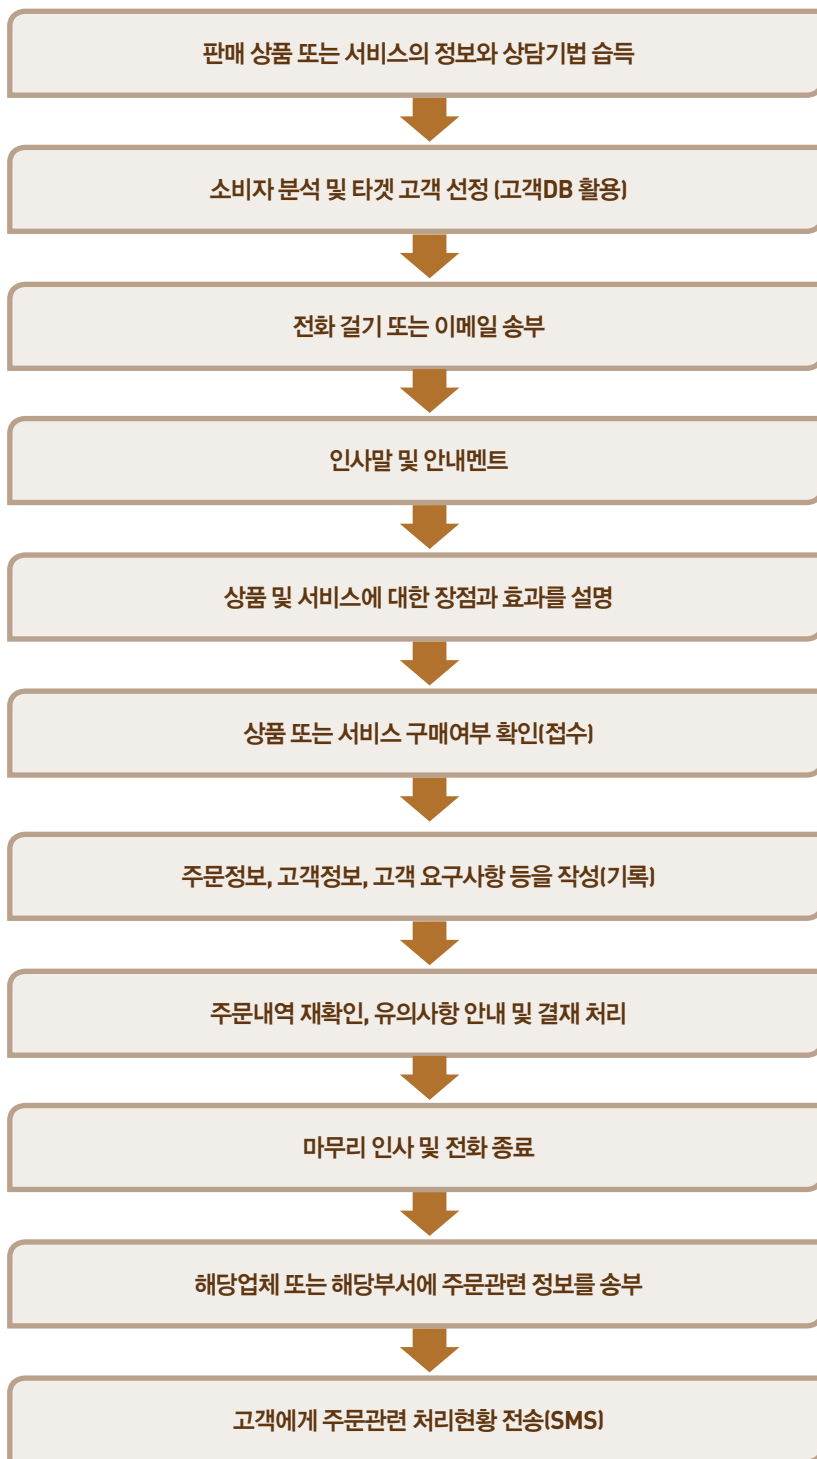 판매 상품 또는 서비스의 정보와 상담기법 습득
소비자 분석 및 타겟 고객 선정 (고객DB 활용)
전화 걸기 또는 이메일 송부
인사말 및 안내멘트
상품 및 서비스에 대한 장점과 효과를 설명
상품 또는 서비스 구매여부 확인(접수)
주문정보, 고객정보, 고객 요구사항 등을 작성(기록)
주문내역 재확인, 유의사항 안내 및 결재 처리
마무리 인사 및 전화 종료
해당업체 또는 해당부서에 주문관련 정보를 송부
고객에게 주문관련 처리현황 전송(SMS)